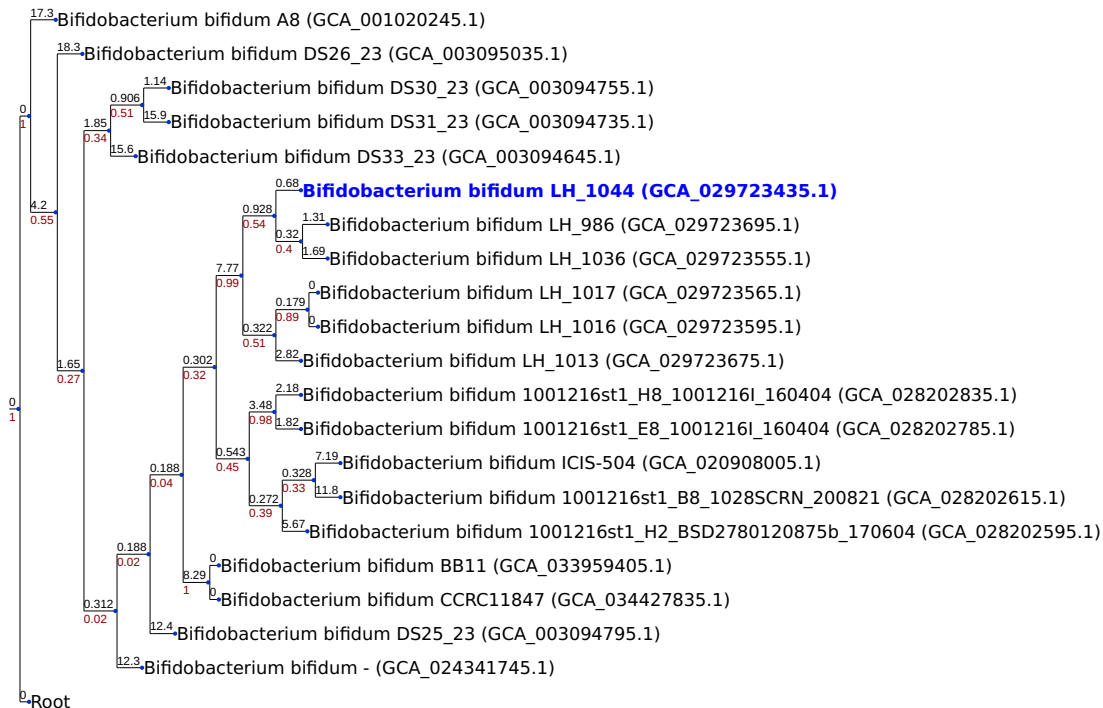 17.3 Bifidobacterium bifidum A8 (GCA_001020245.1)
18.3 Bifidobacterium bifidum DS26_23 (GCA_003095035.1)
1.14 Bifidobacterium bifidum DS30_23 (GCA_003094755.1)
0.906
0.51
0
1
15.9 Bifidobacterium bifidum DS31_23 (GCA_003094735.1)
1.85
0.34
15.6 Bifidobacterium bifidum DS33_23 (GCA_003094645.1)
0.68 Bifidobacterium bifidum LH_1044 (GCA_029723435.1)
4.2
0.55
0.928
0.54
1.31 Bifidobacterium bifidum LH_986 (GCA_029723695.1)
0.32
0.4
1.69 Bifidobacterium bifidum LH_1036 (GCA_029723555.1)
7.77
0.99
0 Bifidobacterium bifidum LH_1017 (GCA_029723565.1)
0.179
0.89
0 Bifidobacterium bifidum LH_1016 (GCA_029723595.1)
0.322
0.51
2.82 Bifidobacterium bifidum LH_1013 (GCA_029723675.1)
1.65
0.27
0.302
0.32
2.18 Bifidobacterium bifidum 1001216st1_H8_1001216I_160404 (GCA_028202835.1)
0
1
3.48
0.98
1.82 Bifidobacterium bifidum 1001216st1_E8_1001216I_160404 (GCA_028202785.1)
0.543
0.45
7.19 Bifidobacterium bifidum ICIS-504 (GCA_020908005.1)
0.188
0.04
0.328
0.33
11.8 Bifidobacterium bifidum 1001216st1_B8_1028SCRN_200821 (GCA_028202615.1)
0.272
0.39
5.67 Bifidobacterium bifidum 1001216st1_H2_BSD2780120875b_170604 (GCA_028202595.1)
0.188
0.02
0 Bifidobacterium bifidum BB11 (GCA_033959405.1)
8.29
1
0 Bifidobacterium bifidum CCRC11847 (GCA_034427835.1)
0.312
0.02
12.4 Bifidobacterium bifidum DS25_23 (GCA_003094795.1)
12.3 Bifidobacterium bifidum - (GCA_024341745.1)
0 Root